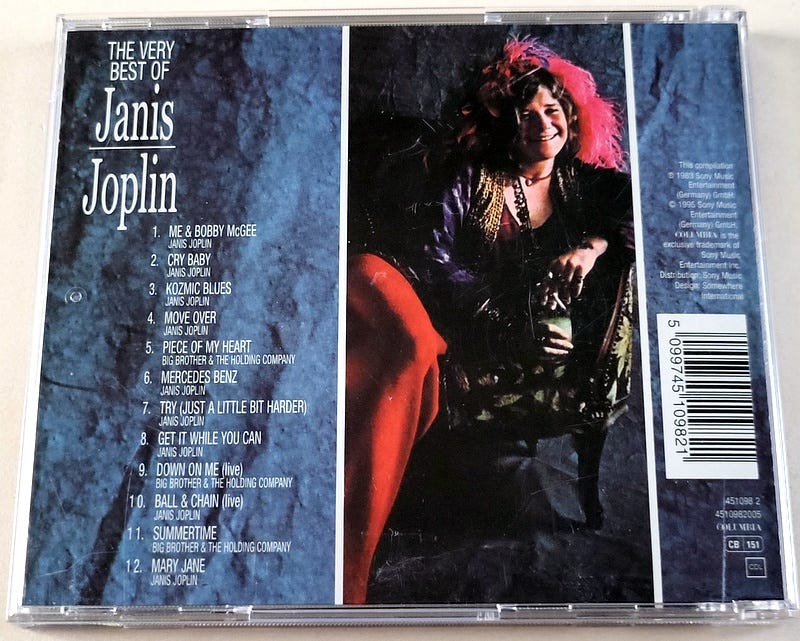 THE VERY
BEST OF
Janis
Joplin
1. ME & BOBBY McGEE
JANIS JOPLIN
2. CRY BABY
JANIS JOPLIN
3. KOZMIC BLUES
JANIS JOPLIN
4. MOVE OVER
JANIS JOPLIN
5. PIECE OF MY HEART
BIG BROTHER & THE HOLDING COMPANY
6. MERCEDES BENZ
JANIS JOPLIN
7. TRY (JUST A LITTLE BIT HARDER)
JANIS JOPLIN
8. GET IT WHILE YOU CAN
JANIS JOPLIN
9. DOWN ON ME (live)
BIG BROTHER & THE HOLDING COMPANY
10. BALL & CHAIN (live)
JANIS JOPLIN
11. SUMMERTIME
BIG BROTHER & THE HOLDING COMPANY
12. MARY JANE
JANIS JOPLIN
This compilation
℗ 1983 Sony Music
Entertainment
(Germany) GmbH.
© 1995 Sony Music
Entertainment
(Germany) GmbH.
COLUMBIA is the
exclusive trademark of
Sony Music
Entertainment Inc.
Distribution: Sony Music
Design: Somewhere
International
5 099745 109821
451098 2
4510982005
COLUMBIA
CB 151
CDL